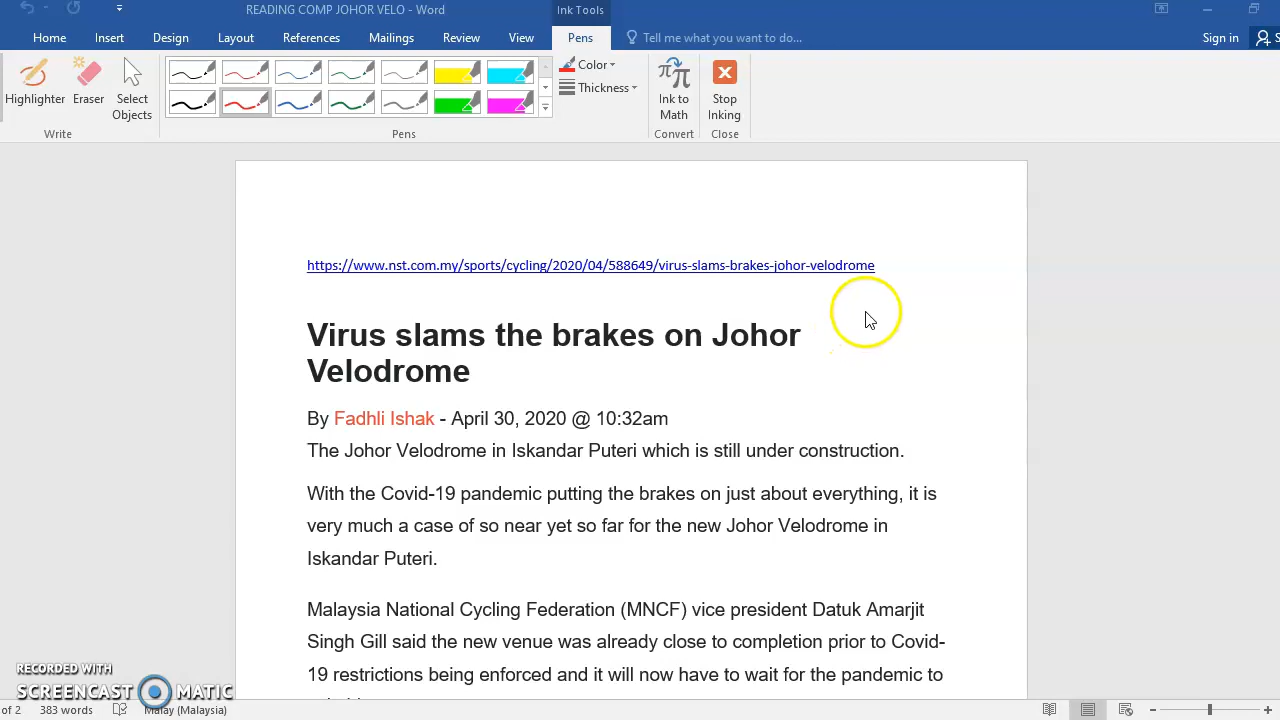 READING COMP JOHOR VELO - Word
Ink Tools
Home Insert Design Layout References Mailings Review View Pens Tell me what you want to do... Sign in S
Highlighter Eraser Select Objects
Color
Thickness
Ink to Math
Stop Inking
Write Pens Convert Close
https://www.nst.com.my/sports/cycling/2020/04/588649/virus-slams-brakes-johor-velodrome
Virus slams the brakes on Johor
Velodrome
By Fadhli Ishak - April 30, 2020 @ 10:32am
The Johor Velodrome in Iskandar Puteri which is still under construction.
With the Covid-19 pandemic putting the brakes on just about everything, it is
very much a case of so near yet so far for the new Johor Velodrome in
Iskandar Puteri.
Malaysia National Cycling Federation (MNCF) vice president Datuk Amarjit
Singh Gill said the new venue was already close to completion prior to Covid-
19 restrictions being enforced and it will now have to wait for the pandemic to
RECORDED WITH
SCREENCAST MATIC
of 2 383 words Malay (Malaysia)